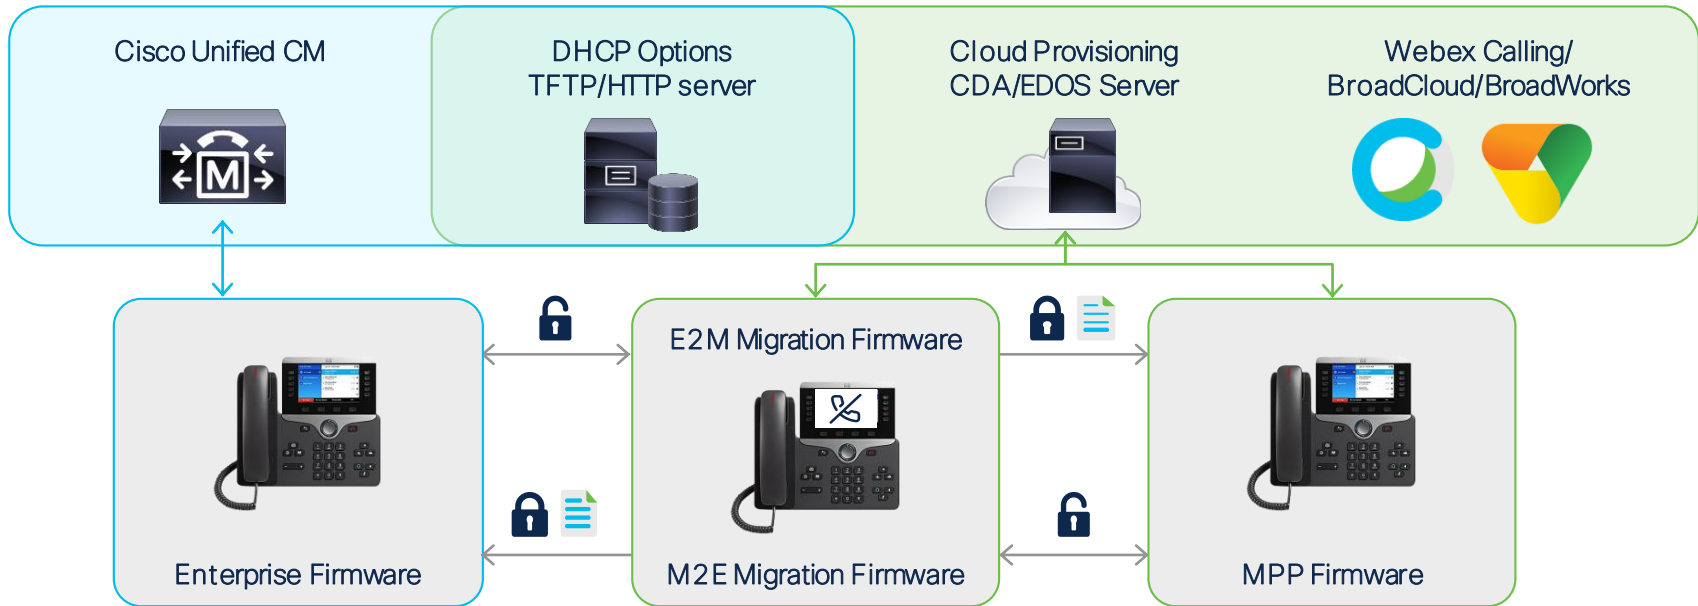 Cisco Unified CM
DHCP Options
TFTP/HTTP server
Cloud Provisioning
CDA/EDOS Server
Webex Calling/
BroadCloud/BroadWorks
M
E2M Migration Firmware
Enterprise Firmware
M2E Migration Firmware
MPP Firmware